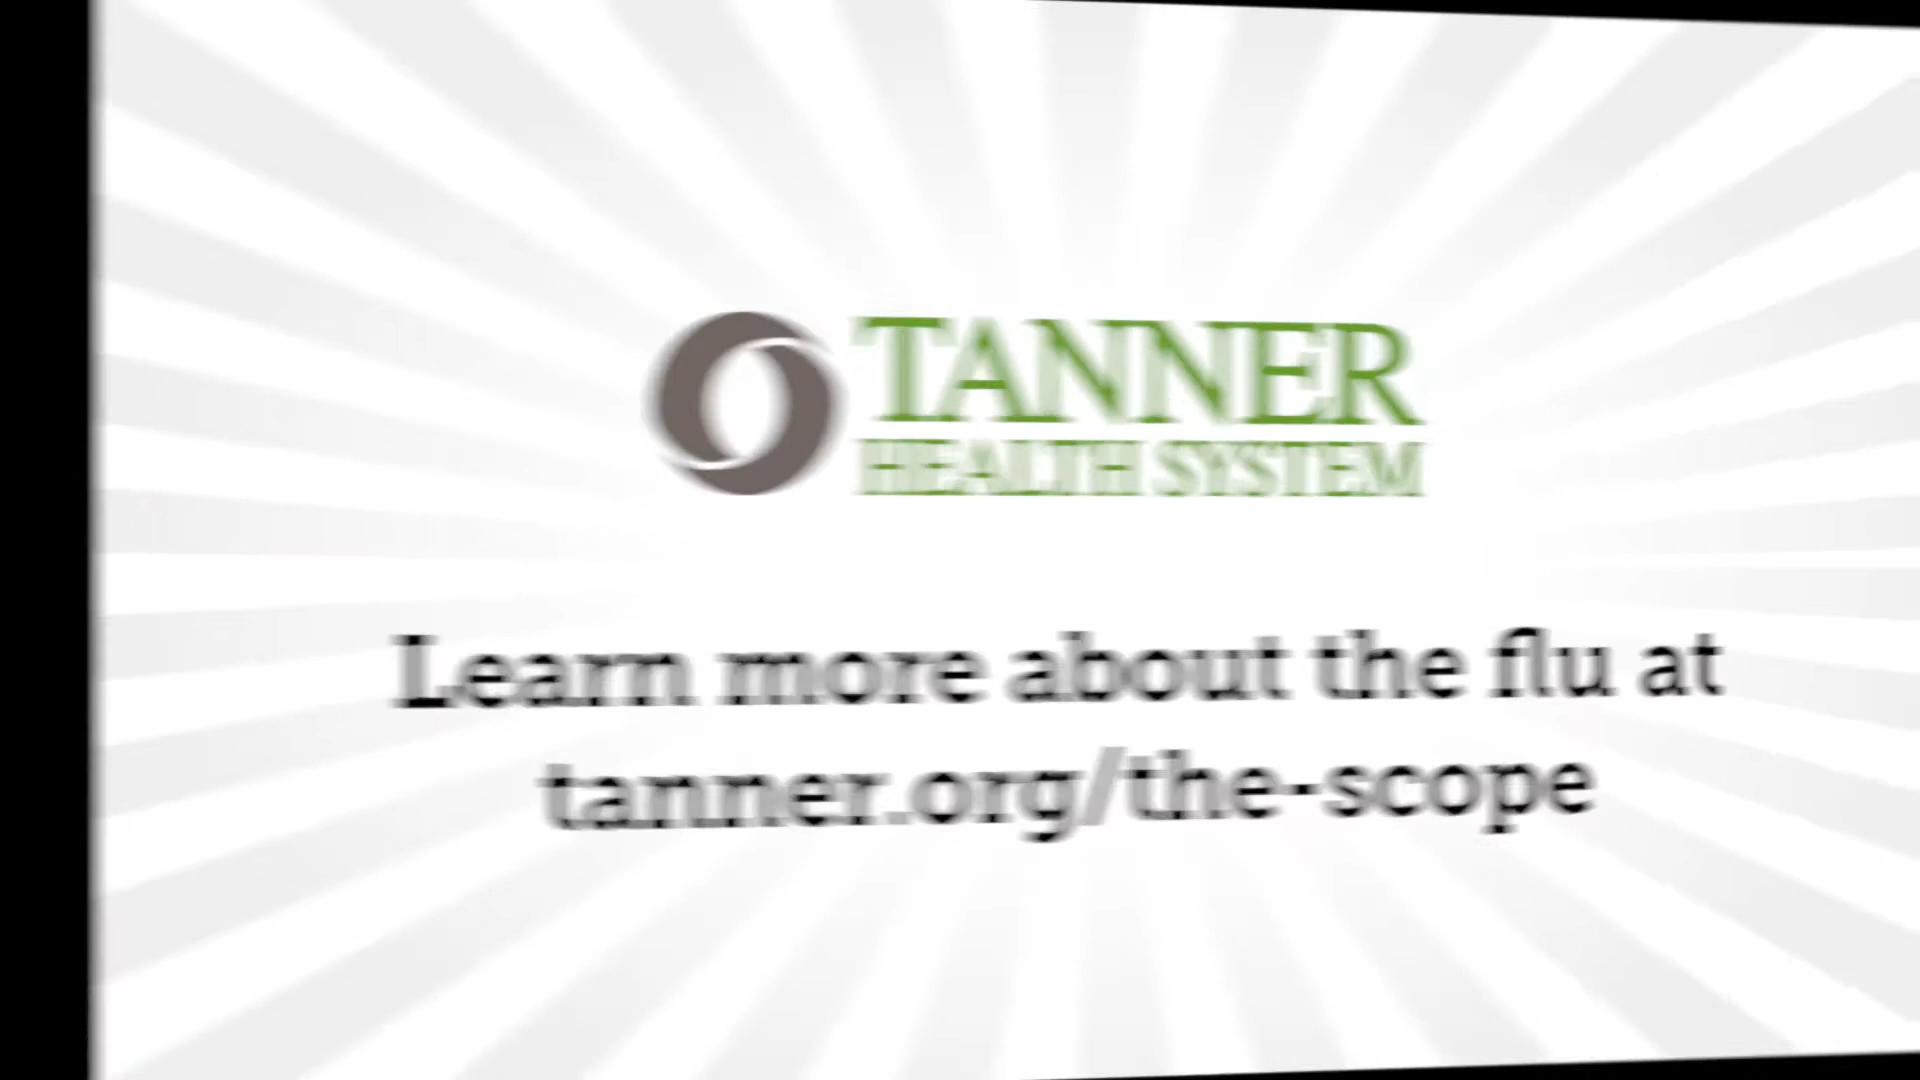 TANNER
HEALTH SYSTEM
Learn more about the flu at
tanner.org/the-scope